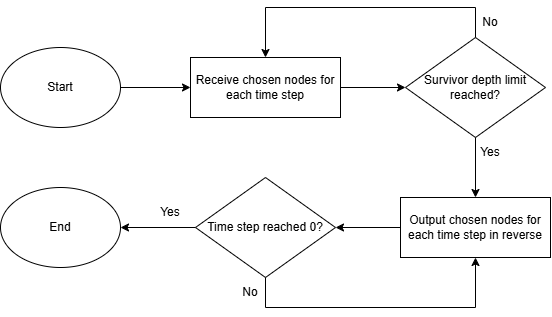 No
Start
Receive chosen nodes for
each time step
Survivor depth limit
reached?
Yes
End
Yes
Time step reached 0?
Output chosen nodes for
each time step in reverse
No